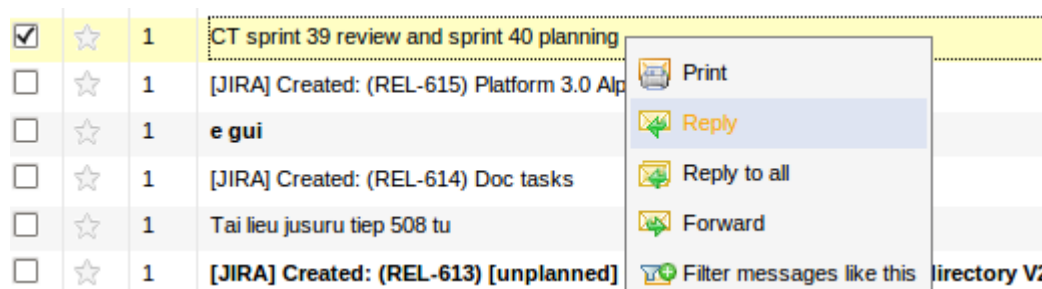 1 CT sprint 39 review and sprint 40 planning
Print
1 [JIRA] Created: (REL-615) Platform 3.0 Alp
Reply
1 e gui
Reply to all
1 [JIRA] Created: (REL-614) Doc tasks
Forward
1 Tai lieu jusuru tiep 508 tu
Filter messages like this
1 [JIRA] Created: (REL-613) [unplanned] directory V2